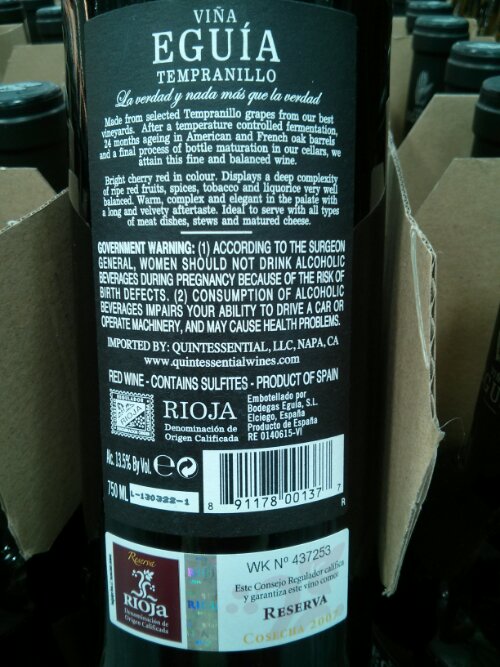 VIÑA
EGUÍA
TEMPRANILLO
La verdad y nada más que la verdad
Made from selected Tempranillo grapes from our best
vineyards. After a temperature controlled fermentation,
24 months ageing in American and French oak barrels
and a final process of bottle maturation in our cellars, we
attain this fine and balanced wine.
Bright cherry red in colour. Displays a deep complexity
of ripe red fruits, spices, tobacco and liquorice very well
balanced. Warm, complex and elegant in the palate with
a long and velvety aftertaste. Ideal to serve with all types
of meat dishes, stews and matured cheese.
GOVERNMENT WARNING: (1) ACCORDING TO THE SURGEON
GENERAL, WOMEN SHOULD NOT DRINK ALCOHOLIC
BEVERAGES DURING PREGNANCY BECAUSE OF THE RISK OF
BIRTH DEFECTS. (2) CONSUMPTION OF ALCOHOLIC
BEVERAGES IMPAIRS YOUR ABILITY TO DRIVE A CAR OR
OPERATE MACHINERY, AND MAY CAUSE HEALTH PROBLEMS.
IMPORTED BY: QUINTESSENTIAL, LLC, NAPA, CA
www.quintessentialwines.com
RED WINE - CONTAINS SULFITES - PRODUCT OF SPAIN
RIOJA
Denominación de
Origen Calificada
Embotellado por
Bodegas Eguía, S.L.
Elciego, España
Producto de España
RE 0140615-VI
Alc. 13.5% By Vol. e
750 ML
L-130322-1
8 91178 00137 7
R
Reserva
RIOJA
Denominación de
Origen Calificada
WK Nº 437253
Este Consejo Regulador califica
y garantiza este vino como:
RESERVA
COSECHA